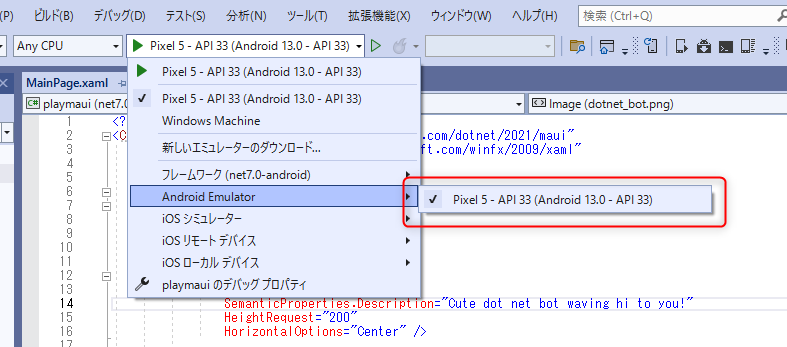 (P) デバッグ(D) テスト(S) 分析(N) ツール(T) 拡張機能(X) ウィンドウ(W) ヘルプ(H) 検索 (Ctrl+Q)
Any CPU Pixel 5 - API 33 (Android 13.0 - API 33)
MainPage.xaml
Pixel 5 - API 33 (Android 13.0 - API 33)
playmaui (net7.0 Image (dotnet_bot.png)
Pixel 5 - API 33 (Android 13.0 - API 33)
Windows Machine
新しいエミュレーターのダウンロード...
フレームワーク (net7.0-android)
Android Emulator
Pixel 5 - API 33 (Android 13.0 - API 33)
iOS シミュレーター
iOS リモート デバイス
iOS ローカル デバイス
playmaui のデバッグ プロパティ
1 <?
2 <C .com/dotnet/2021/maui"
3 ft.com/winfx/2009/xaml"
4
5
6
7
8
9
10
11
12
13
14 SemanticProperties.Description="Cute dot net bot waving hi to you!"
15 HeightRequest="200"
16 HorizontalOptions="Center" />